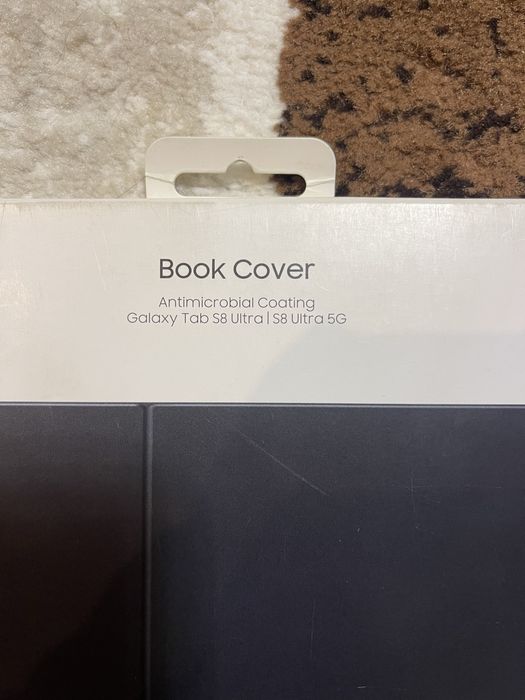 Book Cover
Antimicrobial Coating
Galaxy Tab S8 Ultra | S8 Ultra 5G